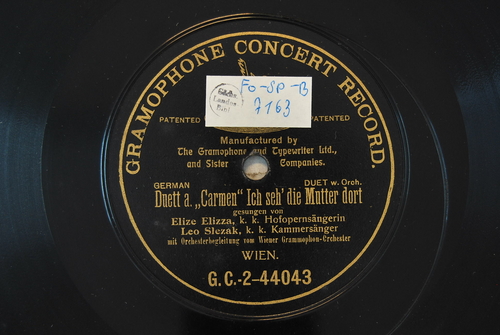 GRAMOPHONE CONCERT RECORD.
Fo-SP-B
7163
PATENTED PATENTED
Manufactured by
The Gramophone and Typewriter Ltd.,
and Sister Companies.
GERMAN DUET w. Orch.
Duett a. „Carmen" Ich seh' die Mutter dort
gesungen von
Elize Elizza, k. k. Hofopernsängerin
Leo Slezak, k. k. Kammersänger
mit Orchesterbegleitung vom Wiener Grammophon-Orchester
WIEN.
G.C.-2-44043